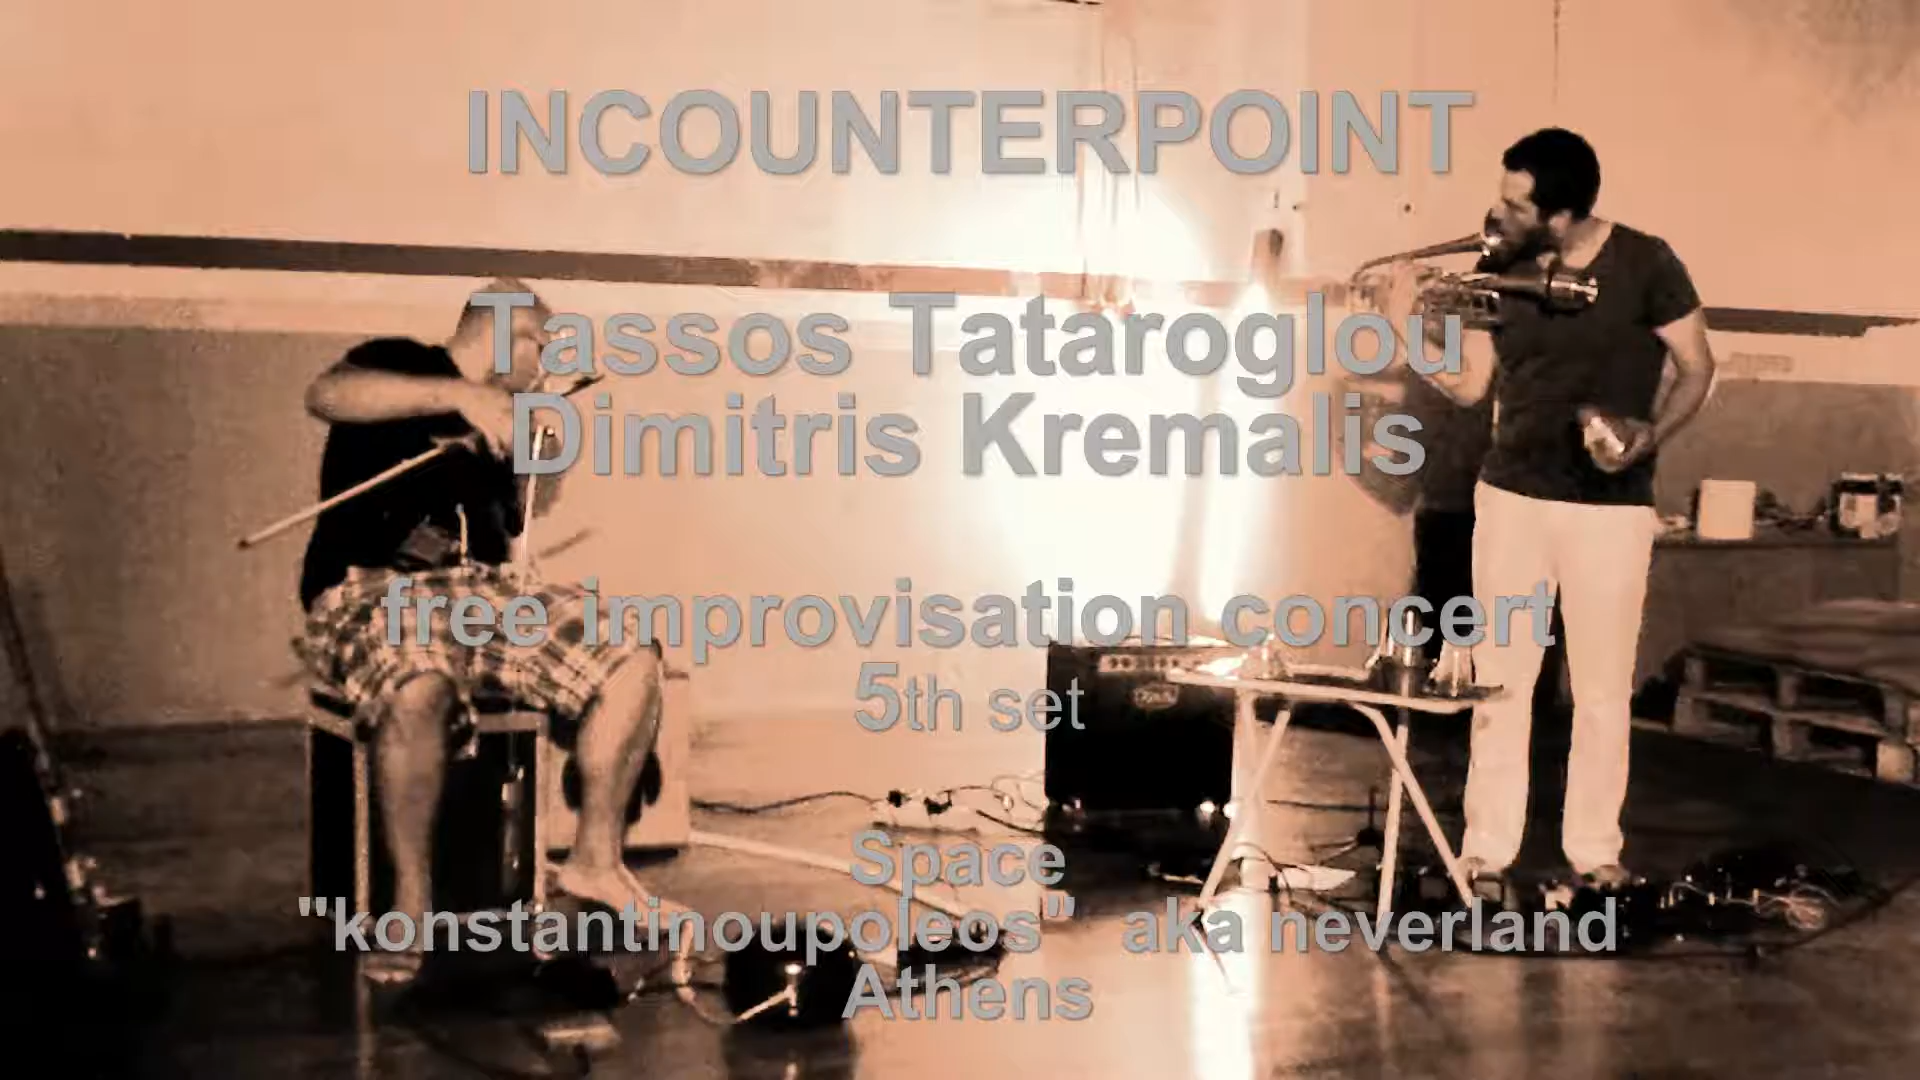 INCOUNTERPOINT
Tassos Tataroglou
Dimitris Kremalis
free improvisation concert
5th set
Space
"konstantinoupoleos" aka neverland
Athens